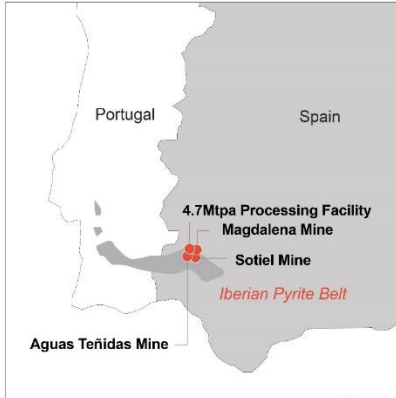 Portugal
Spain
4.7Mtpa Processing Facility
Magdalena Mine
Sotiel Mine
Iberian Pyrite Belt
Aguas Teñidas Mine